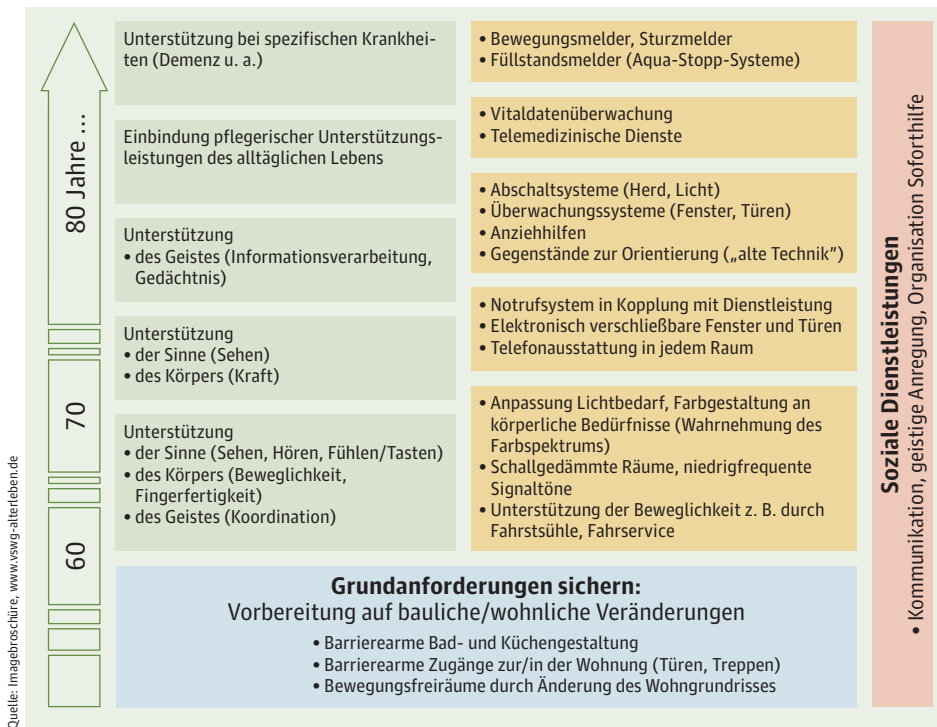 Unterstützung bei spezifischen Krankhei-
ten (Demenz u. a.)
Einbindung pflegerischer Unterstützungs-
leistungen des alltäglichen Lebens
Unterstützung
• des Geistes (Informationsverarbeitung,
Gedächtnis)
Unterstützung
• der Sinne (Sehen)
• des Körpers (Kraft)
Unterstützung
• der Sinne (Sehen, Hören, Fühlen/Tasten)
• des Körpers (Beweglichkeit,
Fingerfertigkeit)
• des Geistes (Koordination)
• Bewegungsmelder, Sturzmelder
• Füllstandsmelder (Aqua-Stopp-Systeme)
• Vitaldatenüberwachung
• Telemedizinische Dienste
• Abschaltsysteme (Herd, Licht)
• Überwachungssysteme (Fenster, Türen)
• Anziehhilfen
• Gegenstände zur Orientierung („alte Technik”)
• Notrufsystem in Kopplung mit Dienstleistung
• Elektronisch verschließbare Fenster und Türen
• Telefonausstattung in jedem Raum
• Anpassung Lichtbedarf, Farbgestaltung an
körperliche Bedürfnisse (Wahrnehmung des
Farbspektrums)
• Schallgedämmte Räume, niedrigfrequente
Signaltöne
• Unterstützung der Beweglichkeit z. B. durch
Fahrstsühle, Fahrservice
80 Jahre ...
70
60
Grundanforderungen sichern:
Vorbereitung auf bauliche/wohnliche Veränderungen
• Barrierearme Bad- und Küchengestaltung
• Barrierearme Zugänge zur/in der Wohnung (Türen, Treppen)
• Bewegungsfreiräume durch Änderung des Wohngrundrisses
Soziale Dienstleistungen
• Kommunikation, geistige Anregung, Organisation Soforthilfe
Quelle: Imagebroschüre, www.vswg-alterleben.de